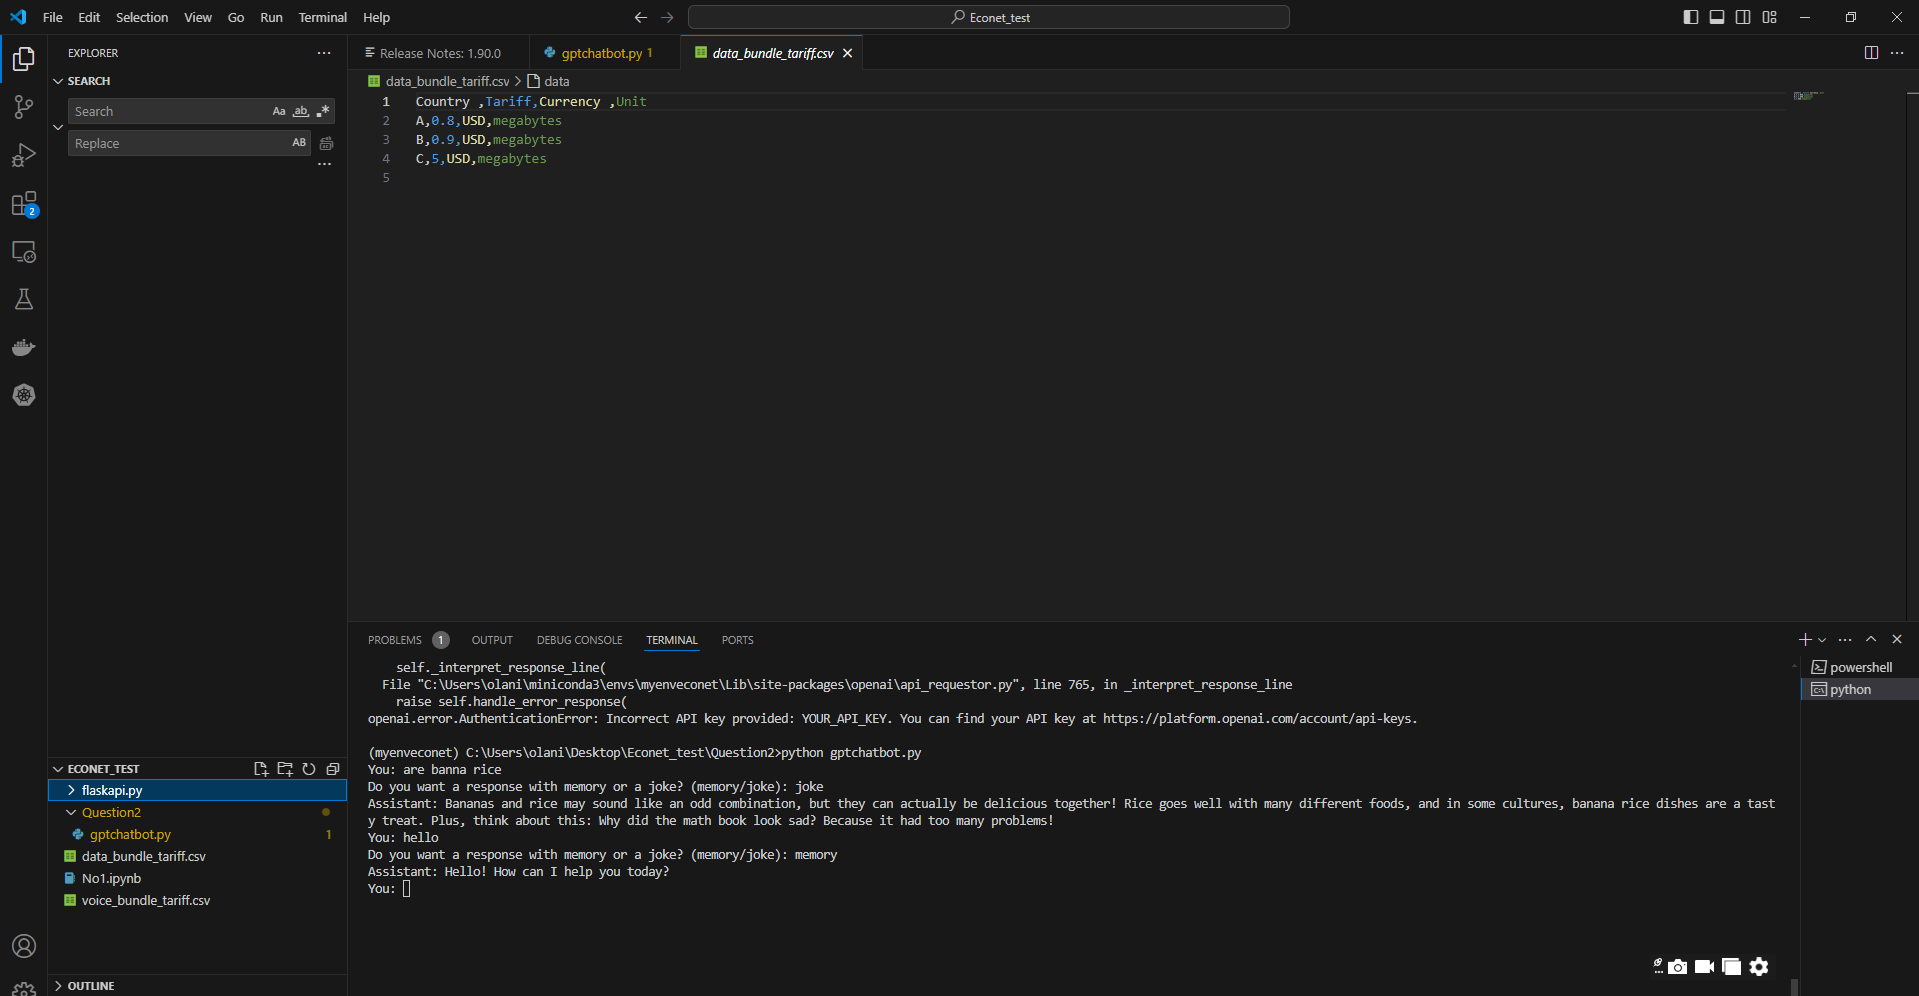 File Edit Selection View Go Run Terminal Help
Econet_test
EXPLORER
SEARCH
Search
Aa ab .*
Replace
AB
2
Release Notes: 1.90.0
gptchatbot.py 1
data_bundle_tariff.csv
data_bundle_tariff.csv > data
1 Country ,Tariff,Currency ,Unit
2 A,0.8,USD,megabytes
3 B,0.9,USD,megabytes
4 C,5,USD,megabytes
5
PROBLEMS 1 OUTPUT DEBUG CONSOLE TERMINAL PORTS
self._interpret_response_line(
File "C:\Users\olani\miniconda3\envs\myenveconet\Lib\site-packages\openai\api_requestor.py", line 765, in _interpret_response_line
raise self.handle_error_response(
openai.error.AuthenticationError: Incorrect API key provided: YOUR_API_KEY. You can find your API key at https://platform.openai.com/account/api-keys.
(myenveconet) C:\Users\olani\Desktop\Econet_test\Question2>python gptchatbot.py
You: are banna rice
Do you want a response with memory or a joke? (memory/joke): joke
Assistant: Bananas and rice may sound like an odd combination, but they can actually be delicious together! Rice goes well with many different foods, and in some cultures, banana rice dishes are a tast
y treat. Plus, think about this: Why did the math book look sad? Because it had too many problems!
You: hello
Do you want a response with memory or a joke? (memory/joke): memory
Assistant: Hello! How can I help you today?
You:
powershell
python
ECONET_TEST
flaskapi.py
Question2
gptchatbot.py 1
data_bundle_tariff.csv
No1.ipynb
voice_bundle_tariff.csv
OUTLINE